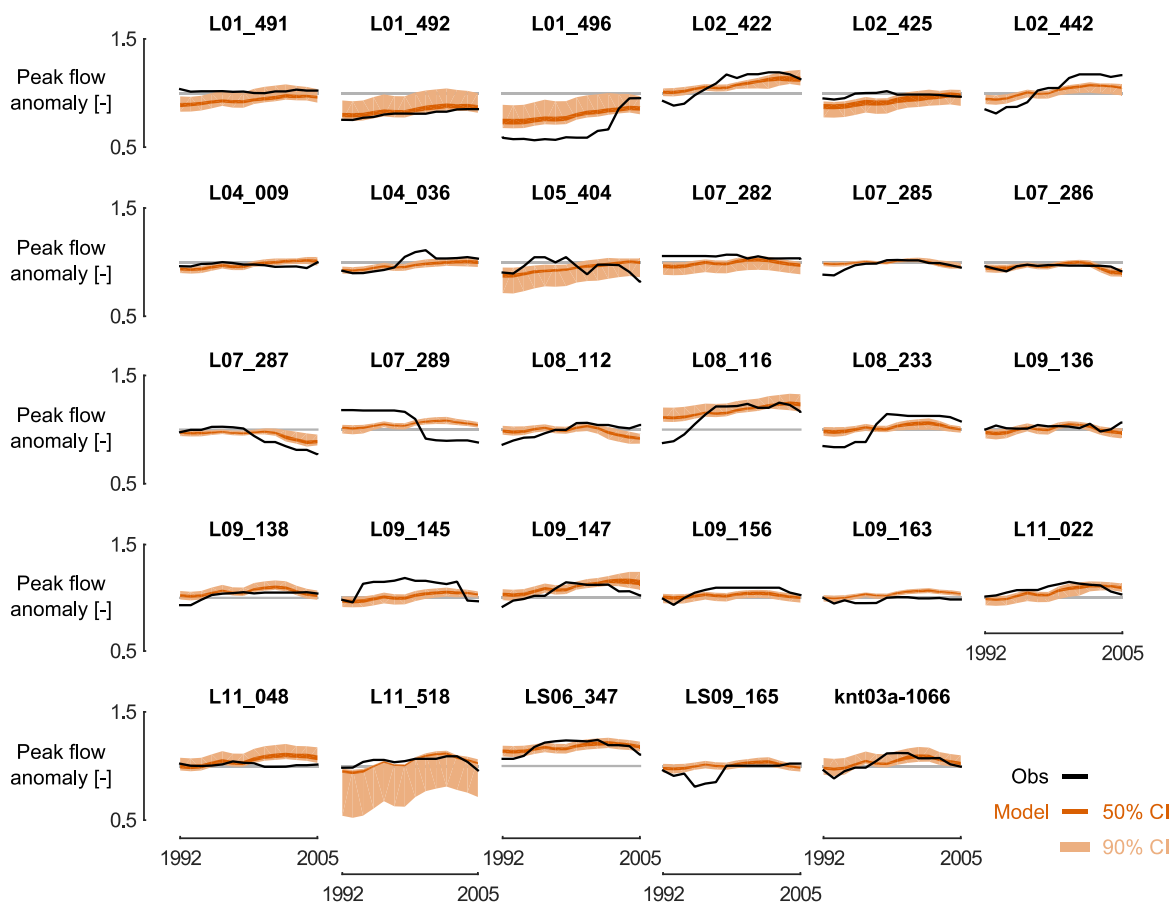 L01_491 L01_492 L01_496 L02_422 L02_425 L02_442
1.5
Peak flow
anomaly [-]
0.5
L04_009 L04_036 L05_404 L07_282 L07_285 L07_286
1.5
Peak flow
anomaly [-]
0.5
L07_287 L07_289 L08_112 L08_116 L08_233 L09_136
1.5
Peak flow
anomaly [-]
0.5
L09_138 L09_145 L09_147 L09_156 L09_163 L11_022
1.5
Peak flow
anomaly [-]
0.5
1992 2005
L11_048 L11_518 LS06_347 LS09_165 knt03a-1066
1.5
Peak flow
anomaly [-]
0.5
Obs
Model 50% CI
90% CI
1992 2005 1992 2005 1992 2005
1992 2005 1992 2005